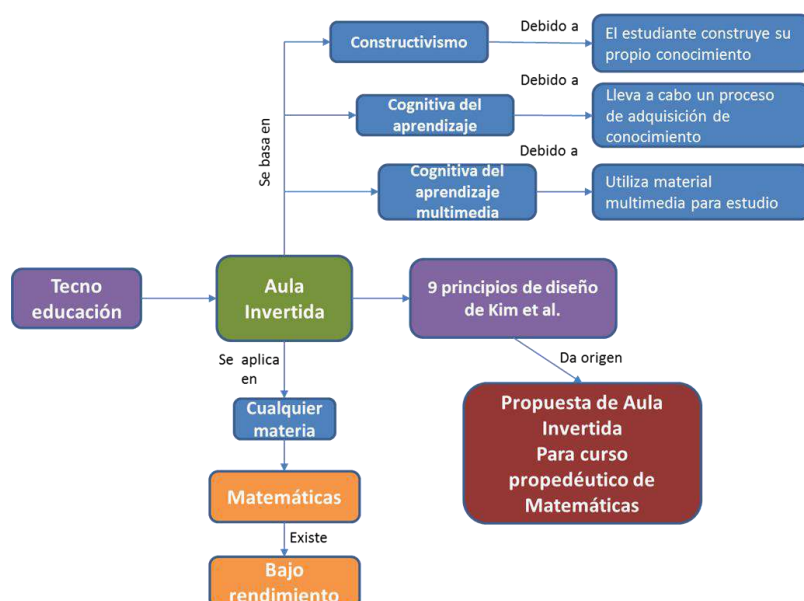 Constructivismo
Debido a
El estudiante construye su
propio conocimiento
Cognitiva del
aprendizaje
Debido a
Lleva a cabo un proceso
de adquisición de
conocimiento
Cognitiva del
aprendizaje
multimedia
Debido a
Utiliza material
multimedia para estudio
Se basa en
Tecno
educación
Aula
Invertida
9 principios de diseño
de Kim et al.
Se aplica
en
Da origen
Cualquier
materia
Propuesta de Aula
Invertida
Para curso
propedéutico de
Matemáticas
Matemáticas
Existe
Bajo
rendimiento